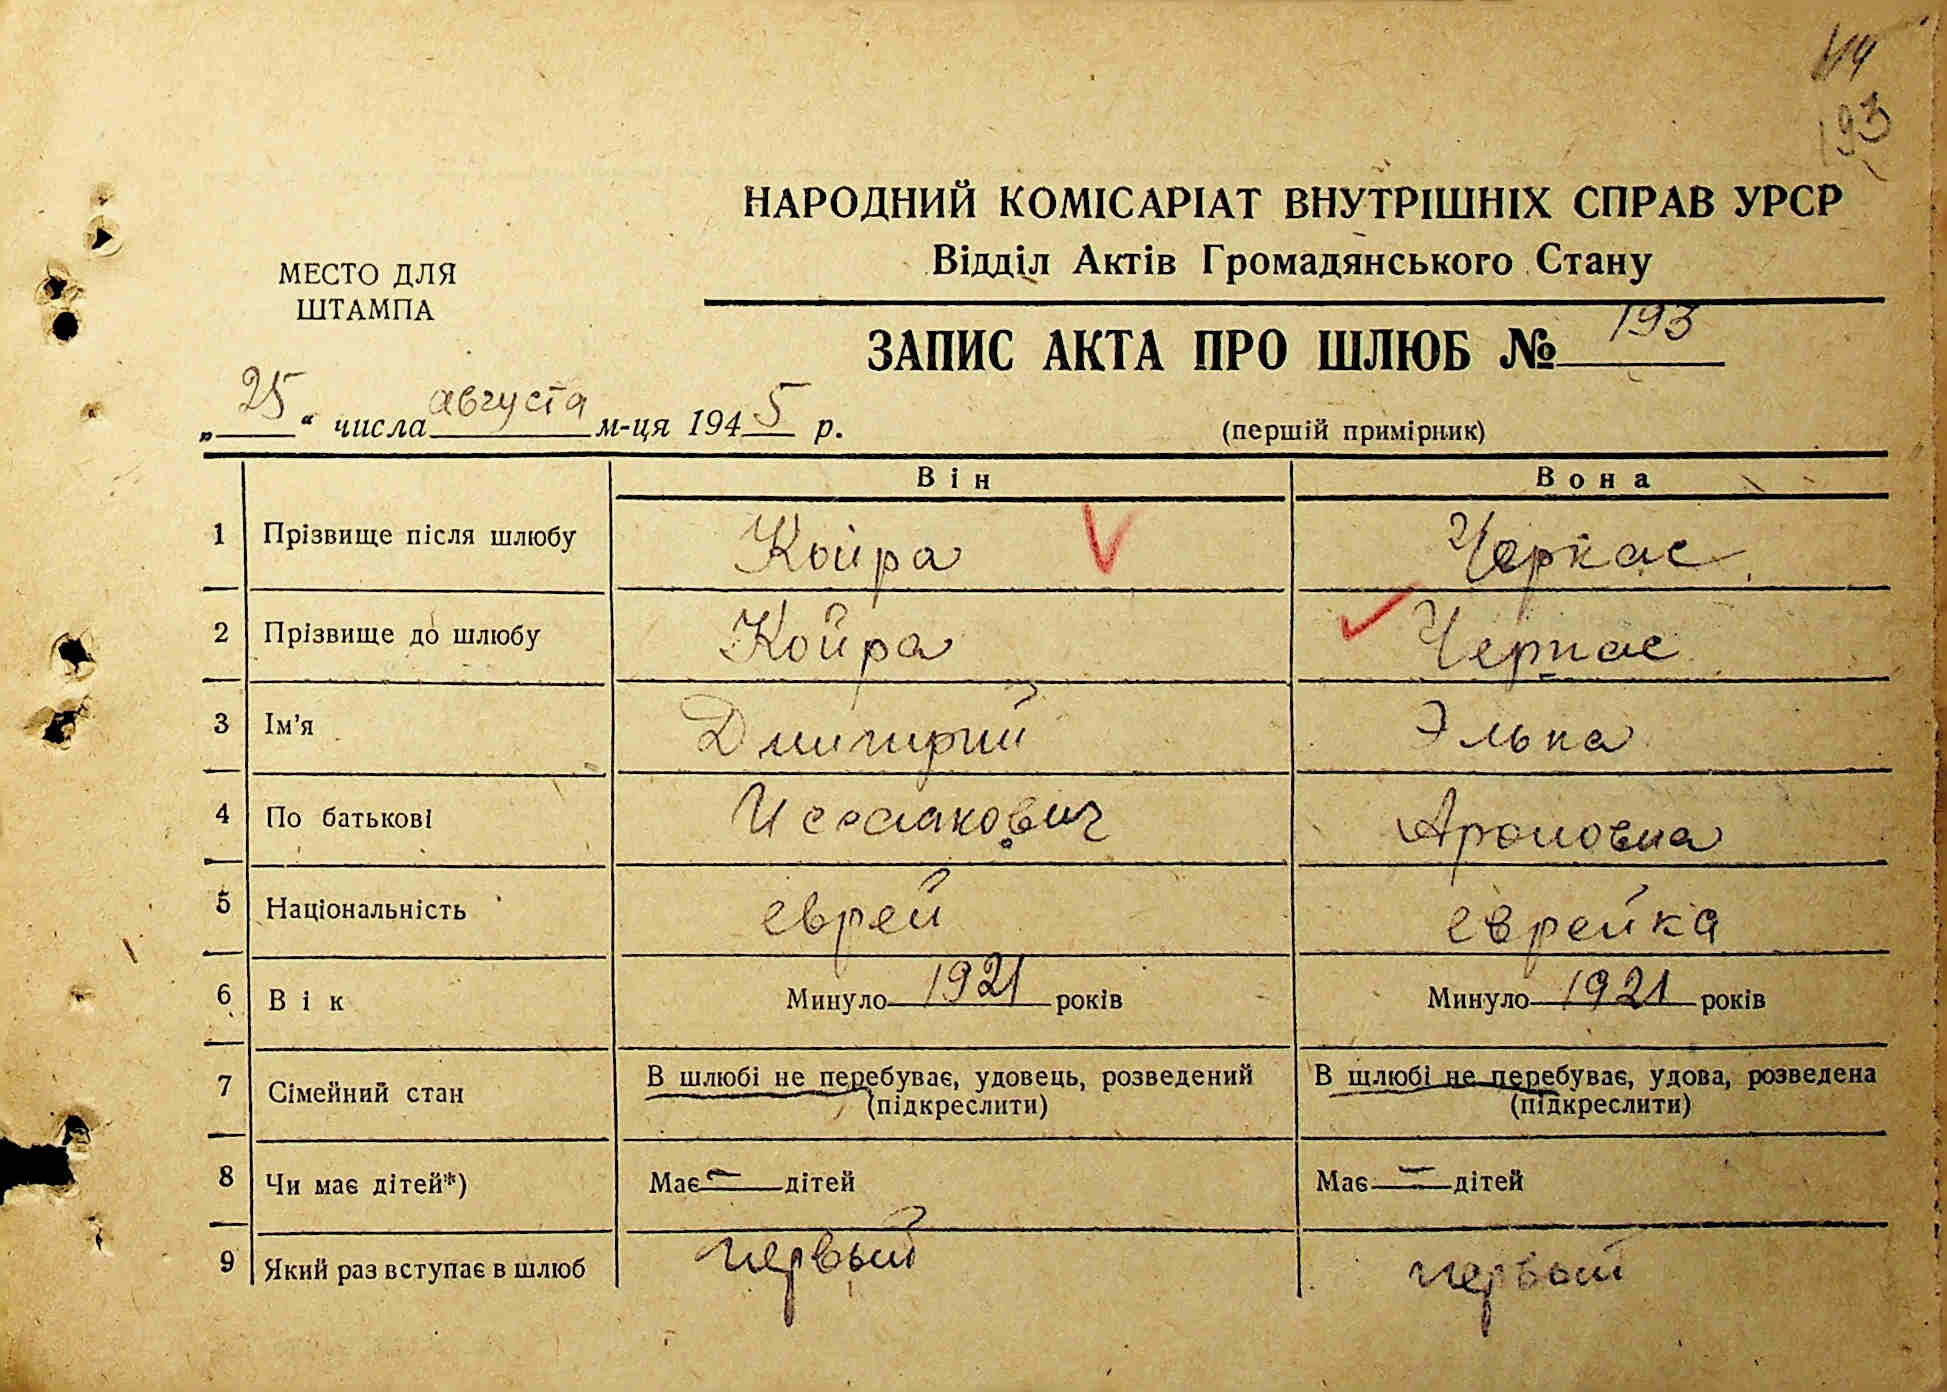 193
НАРОДНИЙ КОМІСАРІАТ ВНУТРІШНІХ СПРАВ УРСР
Відділ Актів Громадянського Стану
МЕСТО ДЛЯ
ШТАМПА
ЗАПИС АКТА ПРО ШЛЮБ № 193
„25“ числа августа м-ця 1945 р.
(перший примірник)
Він Вона
1 Прізвище після шлюбу Койра Черкас
2 Прізвище до шлюбу Койра Черкас
3 Ім’я Дмитрий Элька
4 По батькові Исаакович Ароновна
5 Національність еврей еврейка
6 Вік Минуло 1921 років Минуло 1921 років
7 Сімейний стан В шлюбі не перебуває, удовець, розведений (підкреслити) В шлюбі не перебуває, удова, розведена (підкреслити)
8 Чи має дітей*) Має — дітей Має — дітей
9 Який раз вступає в шлюб первый первый